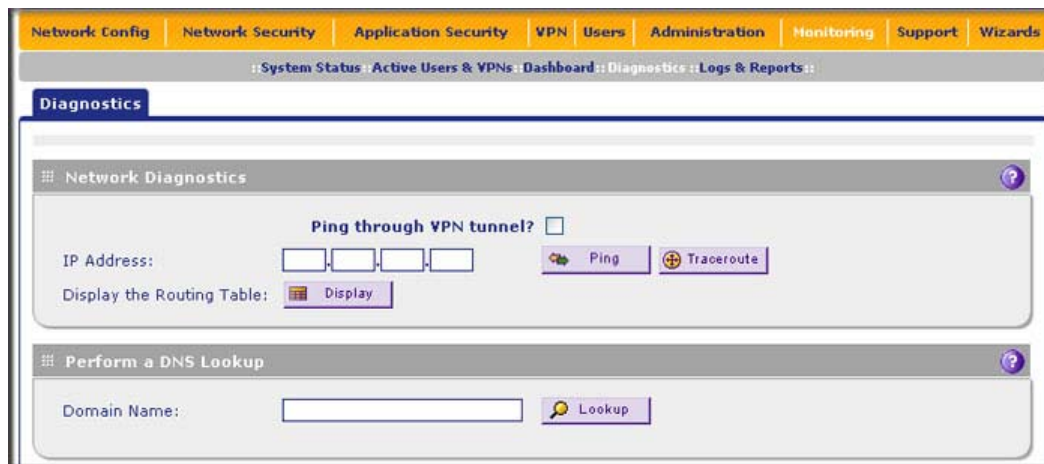 Network Config Network Security Application Security VPN Users Administration Monitoring Support Wizards
::System Status::Active Users & VPNs::Dashboard::Diagnostics::Logs & Reports::
Diagnostics
Network Diagnostics ?
Ping through VPN tunnel?
IP Address: . . . Ping Traceroute
Display the Routing Table: Display
Perform a DNS Lookup ?
Domain Name: Lookup